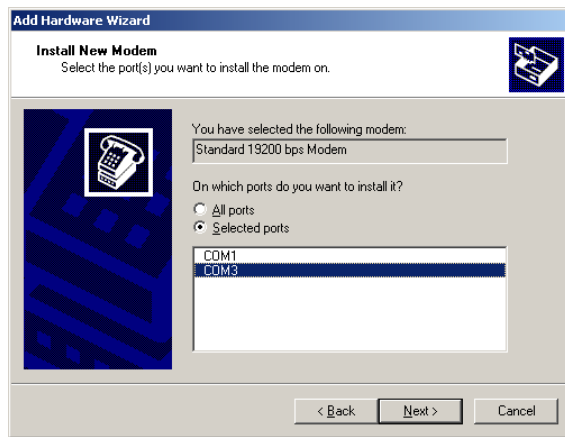 Add Hardware Wizard
Install New Modem
Select the port(s) you want to install the modem on.
You have selected the following modem:
Standard 19200 bps Modem
On which ports do you want to install it?
All ports
Selected ports
COM1
COM3
< Back Next > Cancel